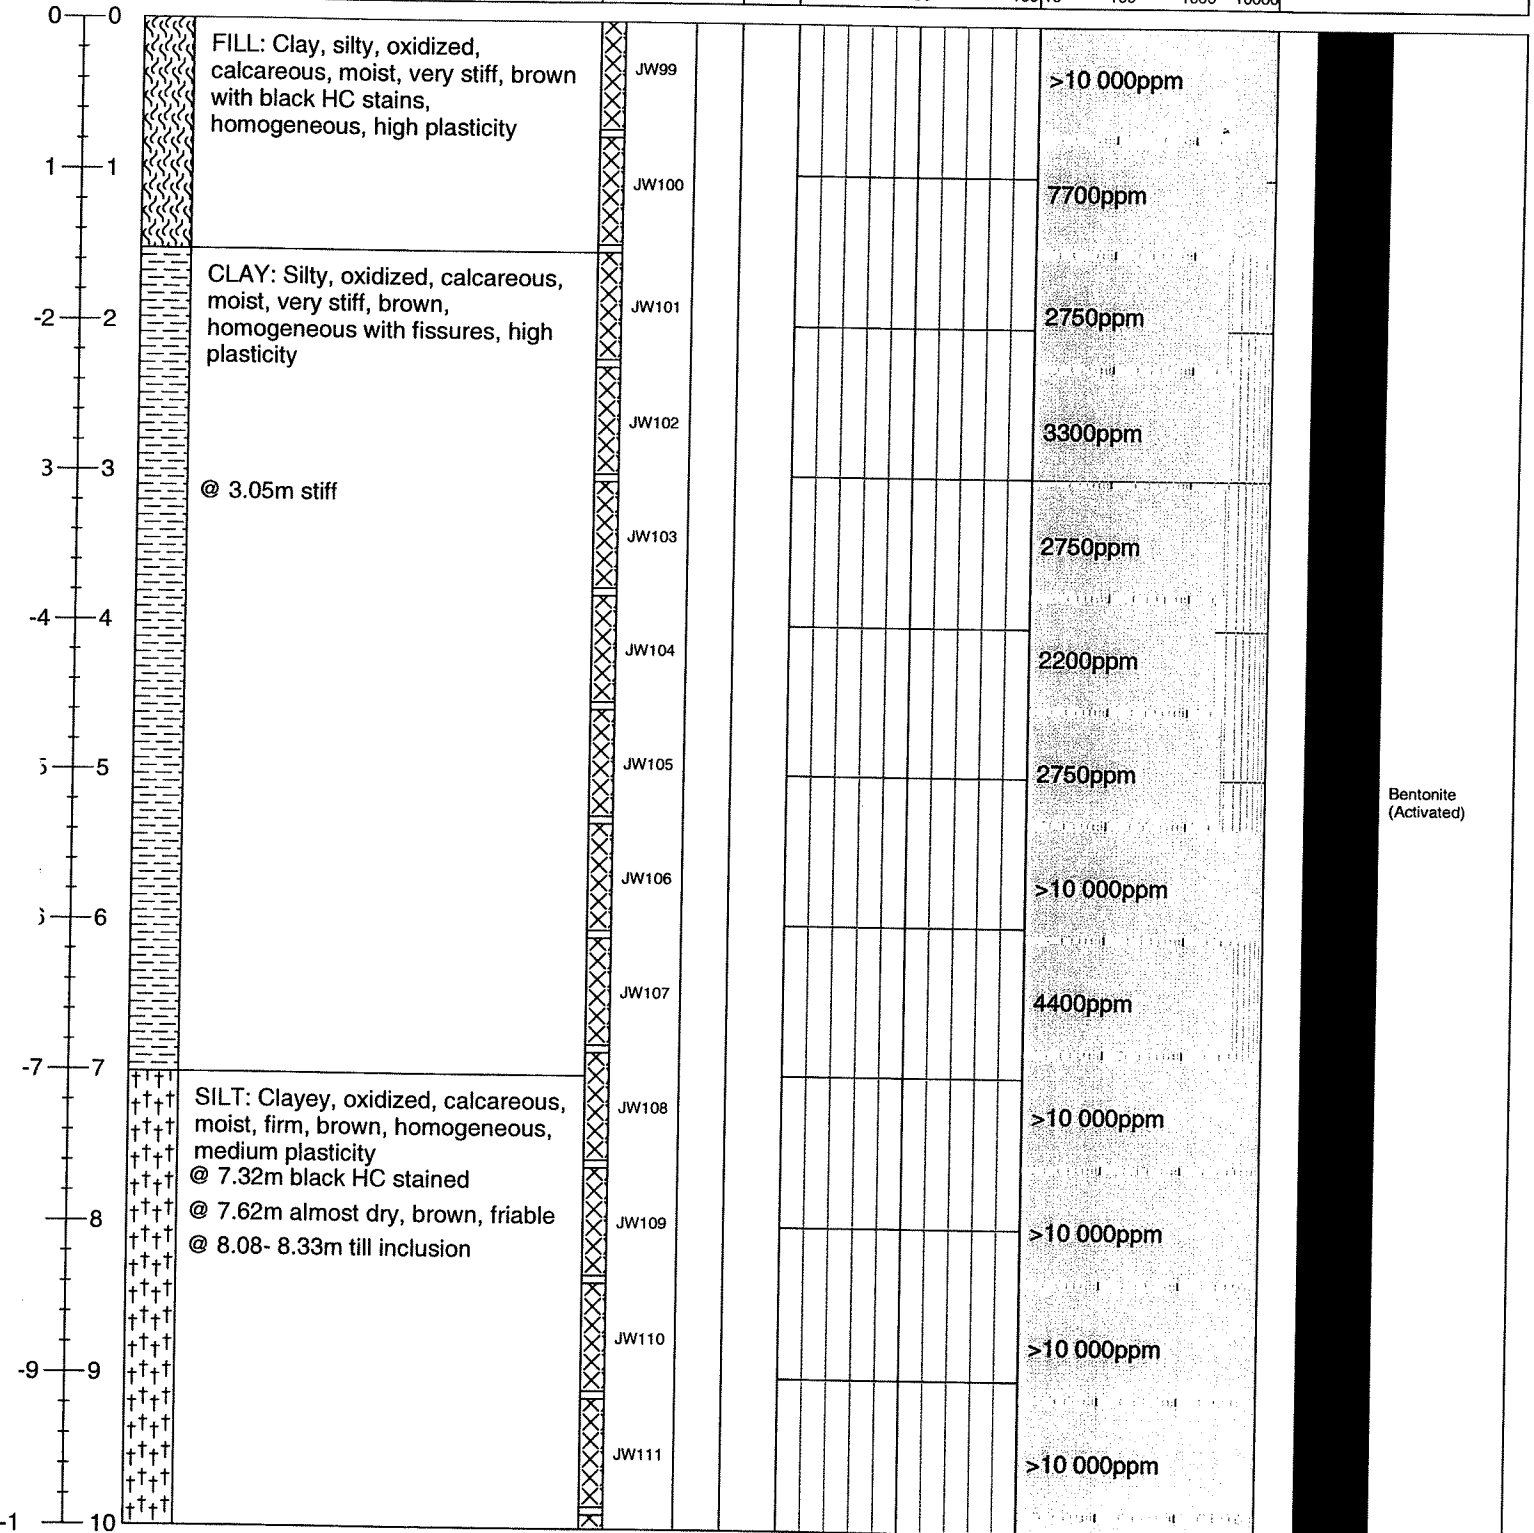 0 0
FILL: Clay, silty, oxidized,
calcareous, moist, very stiff, brown
with black HC stains,
homogeneous, high plasticity
JW99
>10 000ppm
1 1
JW100
7700ppm
CLAY: Silty, oxidized, calcareous,
moist, very stiff, brown,
homogeneous with fissures, high
plasticity
JW101
2750ppm
-2 2
JW102
3300ppm
3 3
@ 3.05m stiff
JW103
2750ppm
-4 4
JW104
2200ppm
JW105
5
2750ppm
Bentonite
(Activated)
JW106
>10 000ppm
6
JW107
4400ppm
-7 7
SILT: Clayey, oxidized, calcareous,
moist, firm, brown, homogeneous,
medium plasticity
JW108
>10 000ppm
@ 7.32m black HC stained
@ 7.62m almost dry, brown, friable
8
JW109
>10 000ppm
@ 8.08- 8.33m till inclusion
JW110
>10 000ppm
-9 9
JW111
>10 000ppm
-1 10